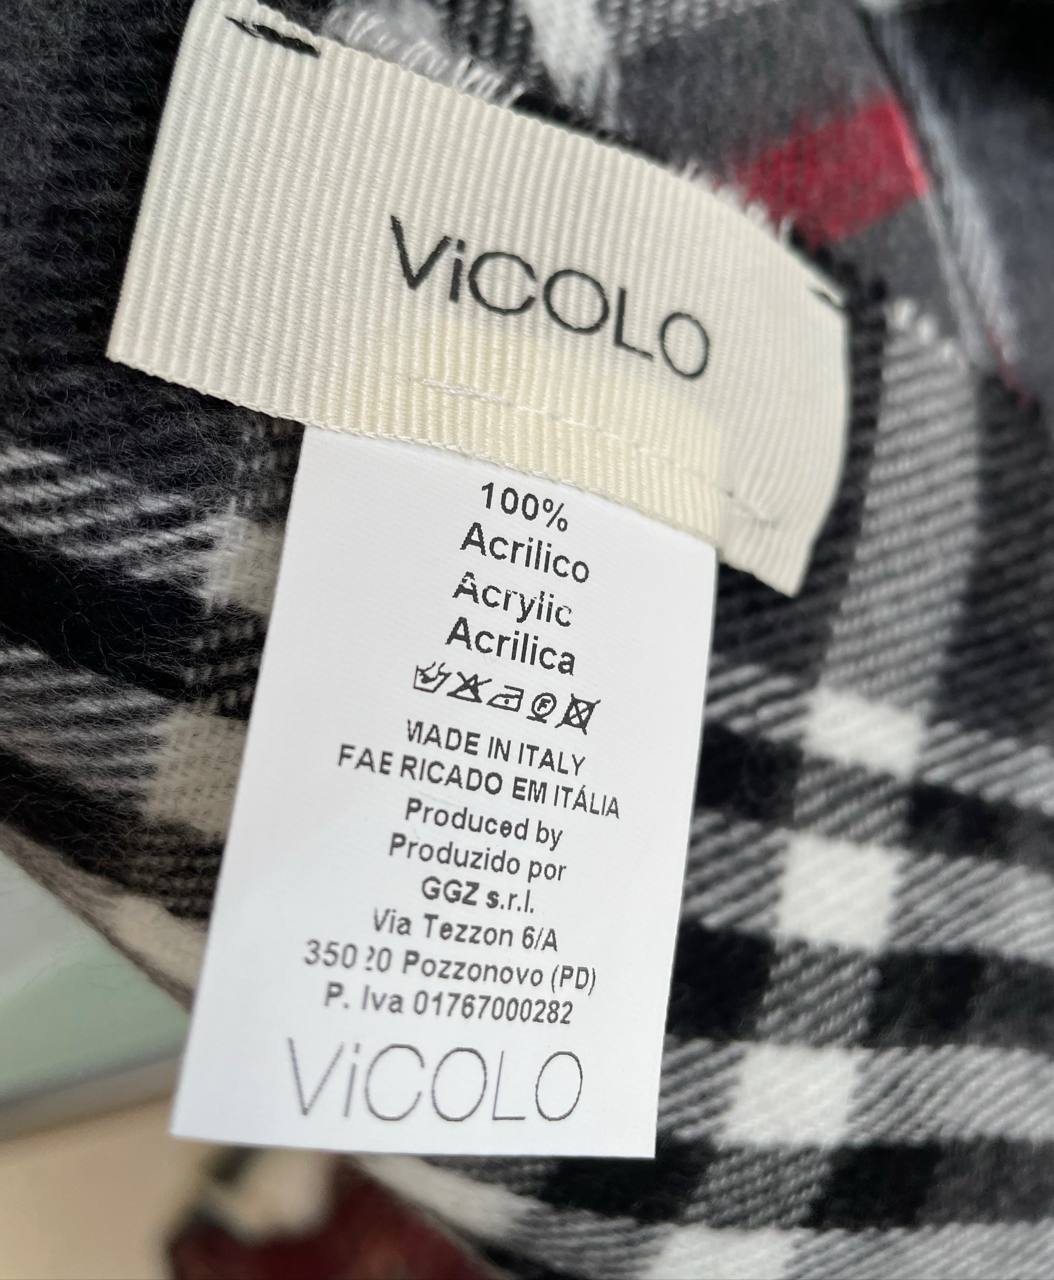 ViCOLO
100%
Acrilico
Acrylic
Acrilica
MADE IN ITALY
FABRICADO EM ITÁLIA
Produced by
Produzido por
GGZ s.r.l.
Via Tezzon 6/A
35020 Pozzonovo (PD)
P. Iva 01767000282
ViCOLO